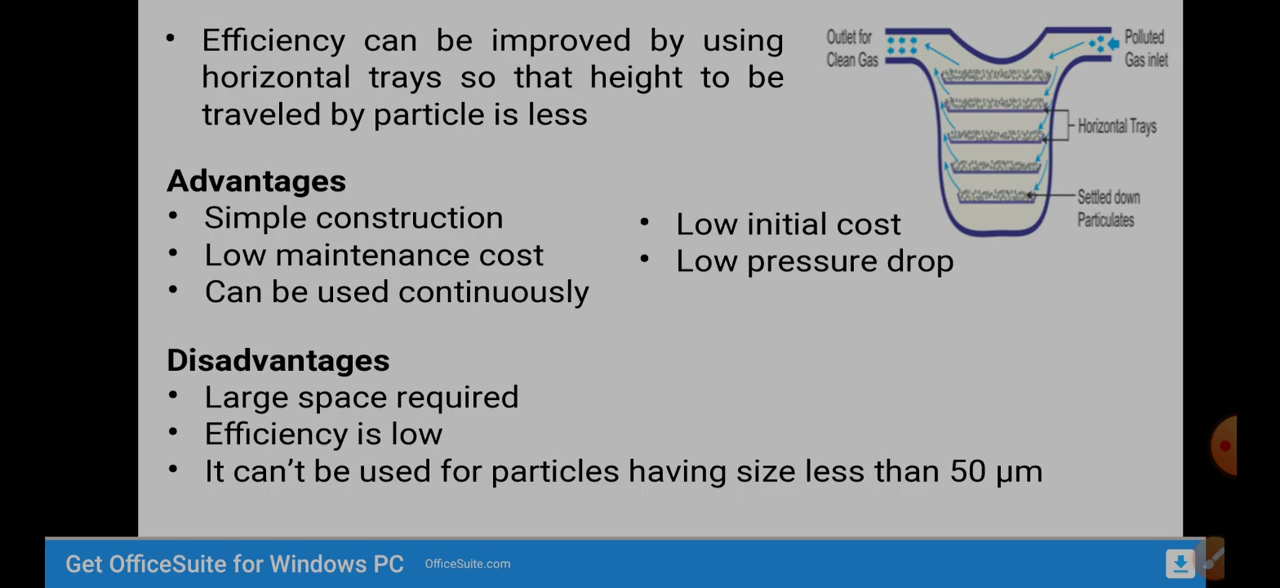 • Efficiency can be improved by using
horizontal trays so that height to be
traveled by particle is less
Outlet for
Clean Gas
Polluted
Gas inlet
Horizontal Trays
Settled down
Particulates
Advantages
• Simple construction
• Low maintenance cost
• Can be used continuously
• Low initial cost
• Low pressure drop
Disadvantages
• Large space required
• Efficiency is low
• It can't be used for particles having size less than 50 µm
Get OfficeSuite for Windows PC OfficeSuite.com